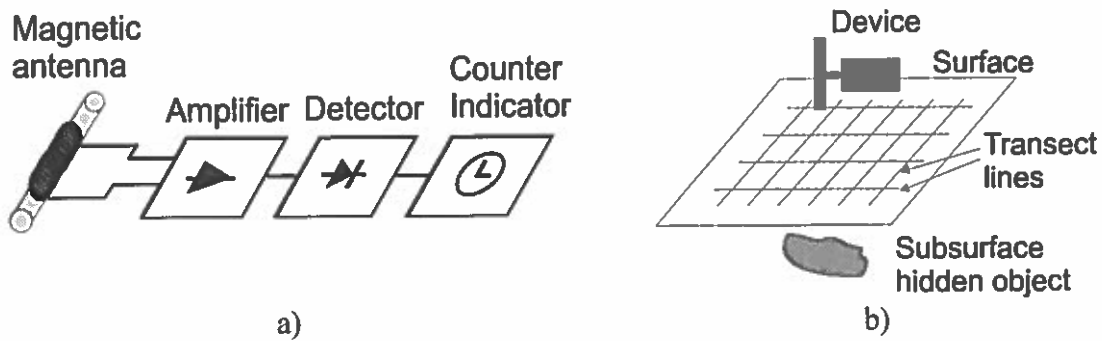 Magnetic
antenna
Amplifier
Detector
Counter
Indicator
a)
Device
Surface
Transect
lines
Subsurface
hidden object
b)